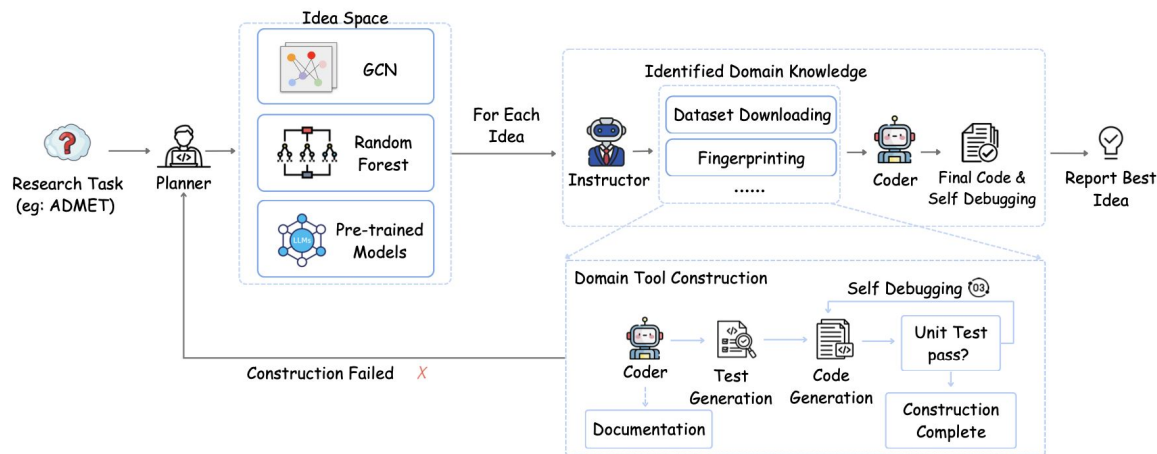 Idea Space
GCN
Random
Forest
LLMs
Pre-trained
Models
Research Task
(eg: ADMET)
Planner
For Each
Idea
Identified Domain Knowledge
Dataset Downloading
Fingerprinting
......
Instructor
Coder
Final Code &
Self Debugging
Report Best
Idea
Domain Tool Construction
Self Debugging 03
Coder
Test
Generation
Code
Generation
Unit Test
pass?
Documentation
Construction
Complete
Construction Failed X